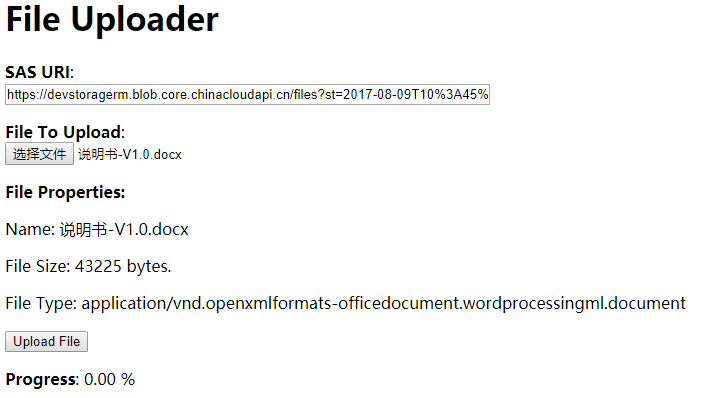 File Uploader
SAS URI:
https://devstoragerm.blob.core.chinacloudapi.cn/files?st=2017-08-09T10%3A45%
File To Upload:
选择文件 说明书-V1.0.docx
File Properties:
Name: 说明书-V1.0.docx
File Size: 43225 bytes.
File Type: application/vnd.openxmlformats-officedocument.wordprocessingml.document
Upload File
Progress: 0.00 %